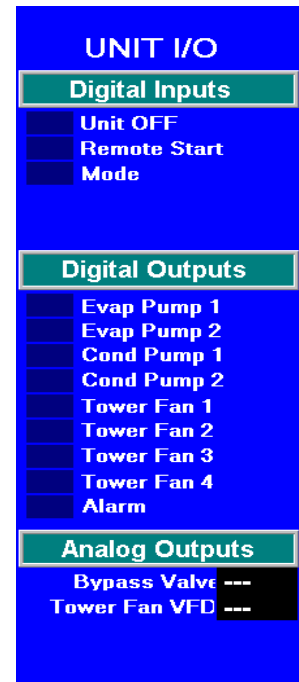 UNIT I/O
Digital Inputs
Unit OFF
Remote Start
Mode
Digital Outputs
Evap Pump 1
Evap Pump 2
Cond Pump 1
Cond Pump 2
Tower Fan 1
Tower Fan 2
Tower Fan 3
Tower Fan 4
Alarm
Analog Outputs
Bypass Valve ---
Tower Fan VFD ---